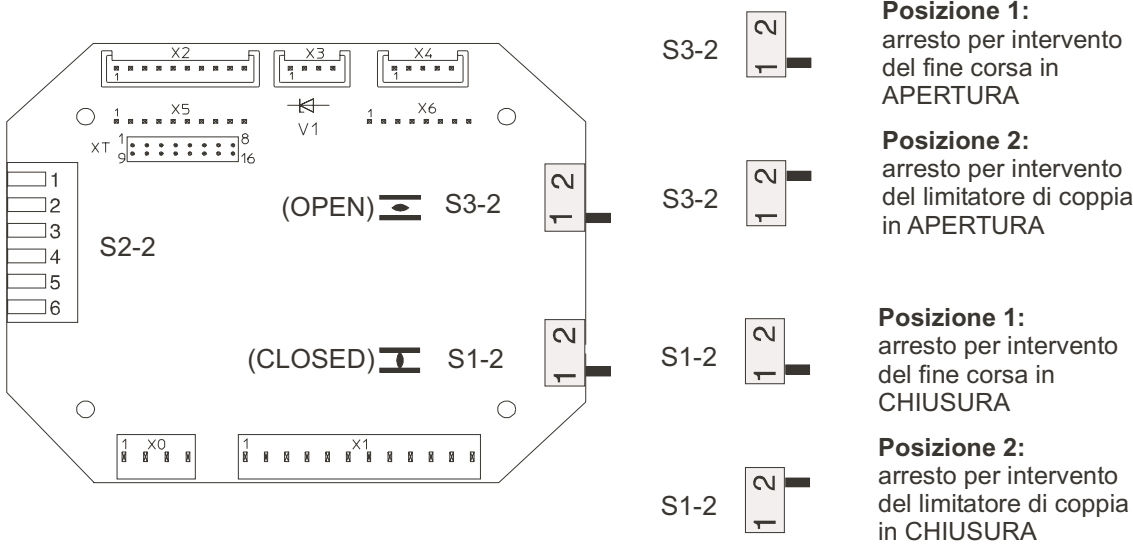 X2
1
X3
1
X4
1
X5
1
X6
1
V1
XT
1
8
9
16
1
2
3
4
5
6
S2-2
(OPEN)
S3-2
1 2
(CLOSED)
S1-2
1 2
X0
1
X1
1
S3-2
1 2
Posizione 1:
arresto per intervento
del fine corsa in
APERTURA
S3-2
1 2
Posizione 2:
arresto per intervento
del limitatore di coppia
in APERTURA
S1-2
1 2
Posizione 1:
arresto per intervento
del fine corsa in
CHIUSURA
S1-2
1 2
Posizione 2:
arresto per intervento
del limitatore di coppia
in CHIUSURA